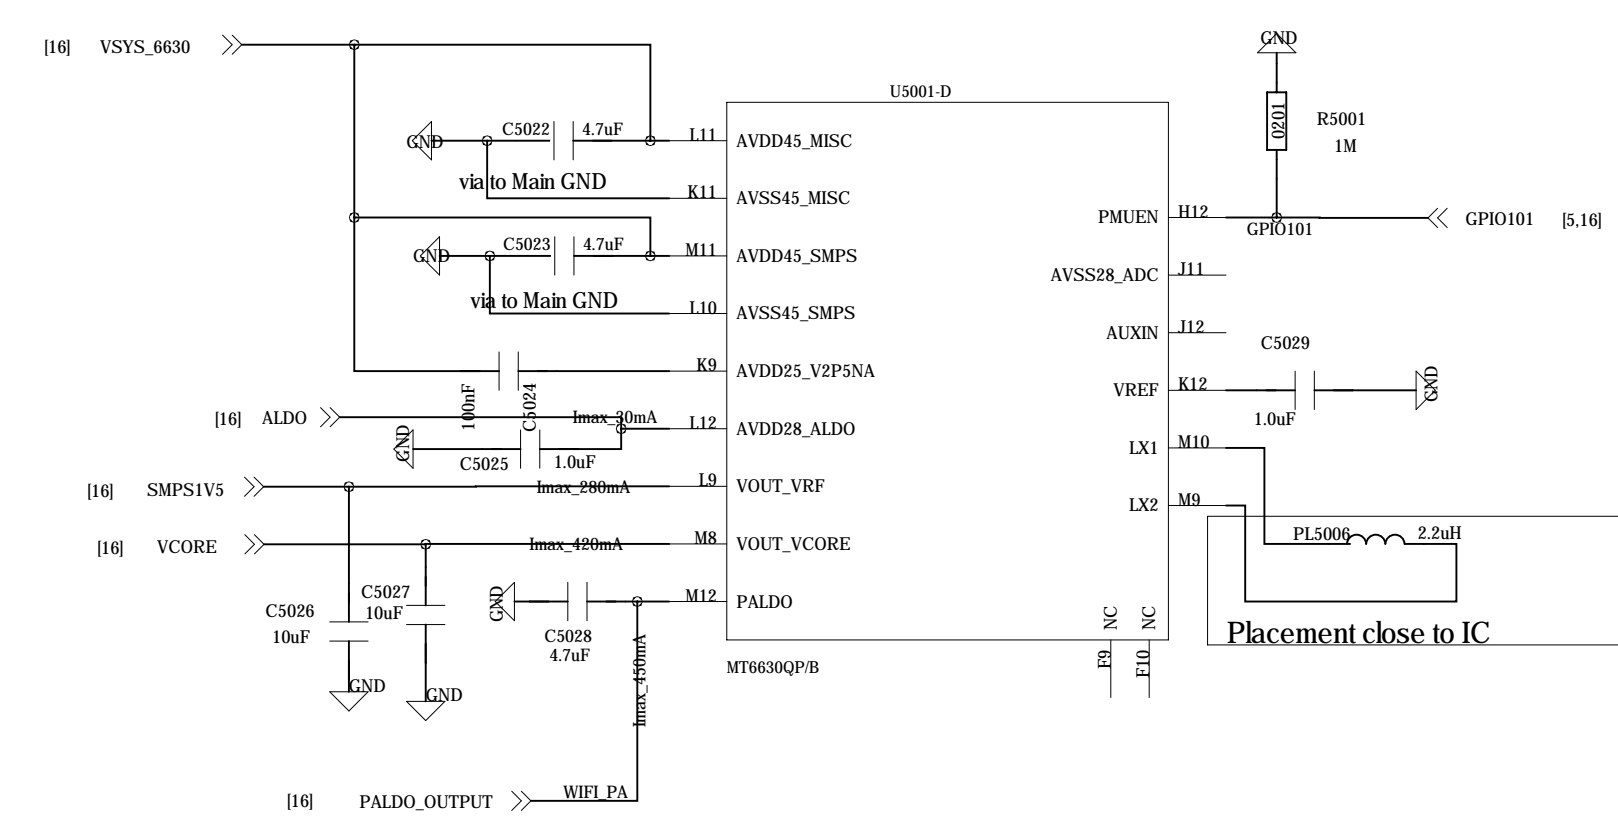 GND
[16] VSYS_6630
U5001-D
0201
R5001
1M
C5022 4.7uF
GND
L11 AVDD45_MISC
via to Main GND
K11 AVSS45_MISC
PMUEN H12
GPIO101
GPIO101 [5,16]
C5023 4.7uF
GND
M11 AVDD45_SMPS
AVSS28_ADC J11
via to Main GND
L10 AVSS45_SMPS
AUXIN J12
C5029
K9 AVDD25_V2P5NA
100nF
C5024
VREF K12
1.0uF
GND
[16] ALDO
Imax_30mA
L12 AVDD28_ALDO
GND
C5025 1.0uF
LX1 M10
[16] SMPS1V5
Imax_280mA
L9 VOUT_VRF
LX2 M9
PL5006 2.2uH
[16] VCORE
Imax_420mA
M8 VOUT_VCORE
C5026
10uF
C5027
10uF
GND
M12 PALDO
C5028
4.7uF
NC
NC
Placement close to IC
GND
GND
Imax_450mA
MT6630QP/B
F9
F10
[16] PALDO_OUTPUT
WIFI_PA